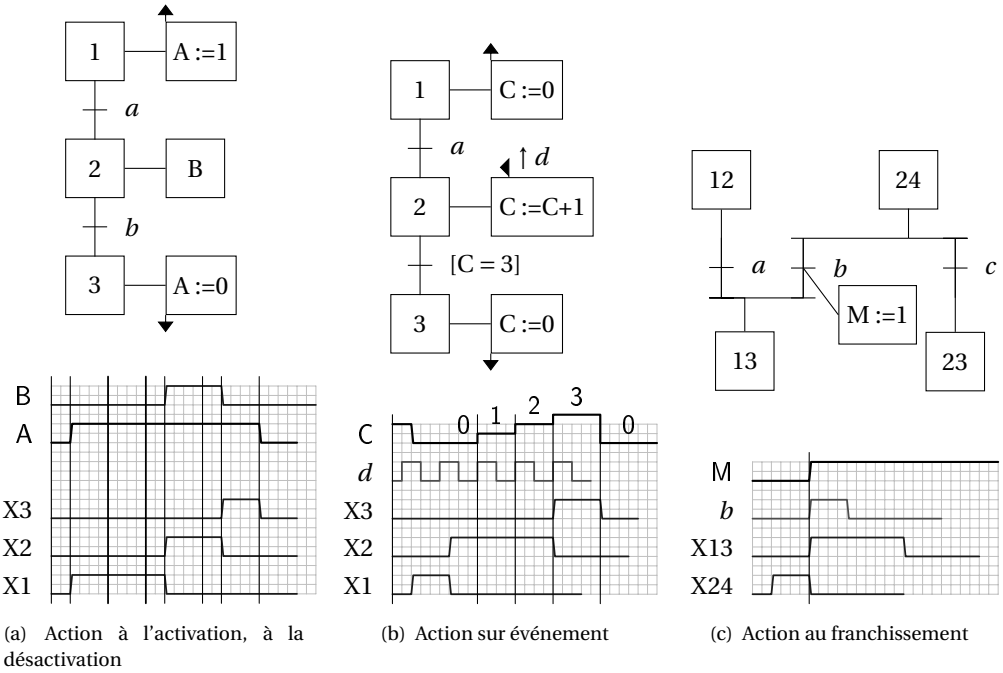 1
A :=1
a
2
B
b
3
A :=0
B
A
X3
X2
X1
(a) Action à l'activation, à la
désactivation
1
C :=0
a
↑ d
2
C :=C+1
[C = 3]
3
C :=0
0 1 2 3 0
C
d
X3
X2
X1
(b) Action sur événement
12
24
a
b
c
M :=1
13
23
M
b
X13
X24
(c) Action au franchissement